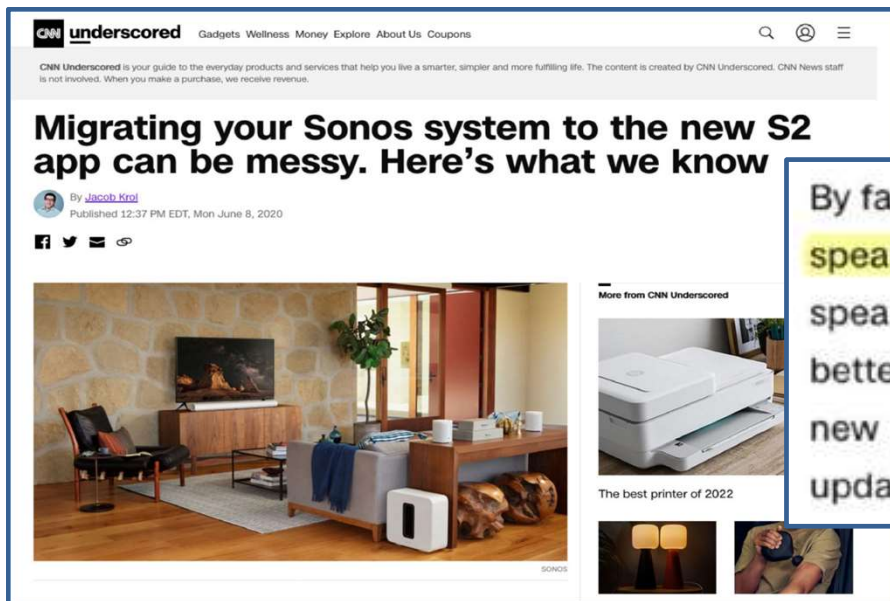 CNN underscored Gadgets Wellness Money Explore About Us Coupons
CNN Underscored is your guide to the everyday products and services that help you live a smarter, simpler and more fulfilling life. The content is created by CNN Underscored. CNN News staff
is not involved. When you make a purchase, we receive revenue.
Migrating your Sonos system to the new S2
app can be messy. Here's what we know
By Jacob Krol
Published 12:37 PM EDT, Mon June 8, 2020
SONOS
More from CNN Underscored
The best printer of 2022
By fa
spea
spea
bette
new
upda